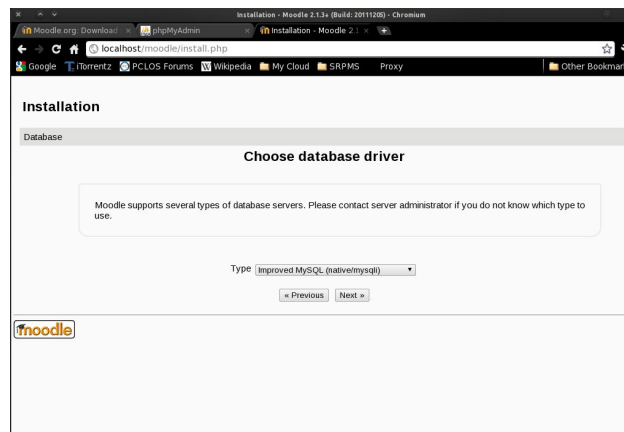 Installation - Moodle 2.1.3+ (Build: 20111205) - Chromium
Moodle.org: Download
phpMyAdmin
Installation - Moodle 2.1
localhost/moodle/install.php
Google
iTorrentz
PCLOS Forums
Wikipedia
My Cloud
SRPMS
Proxy
Other Bookmar
Installation
Database
Choose database driver
Moodle supports several types of database servers. Please contact server administrator if you do not know which type to
use.
Type Improved MySQL (native/mysqli)
« Previous Next »
moodle